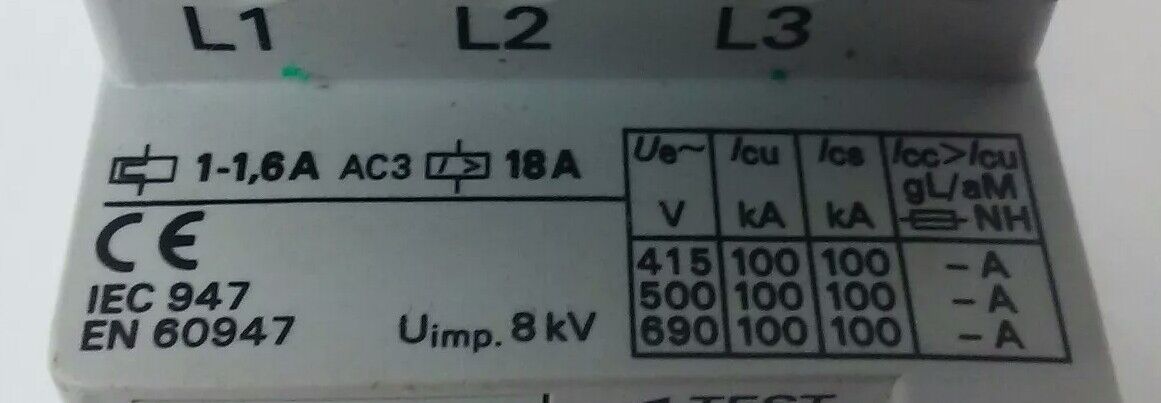 L1 L2 L3
1-1,6A AC3 I> 18A
CE
IEC 947
EN 60947
Uimp. 8 kV
Ue~ Icu Ics Icc>Icu
gL/aM
V kA kA NH
415 100 100 – A
500 100 100 – A
690 100 100 – A
TEST